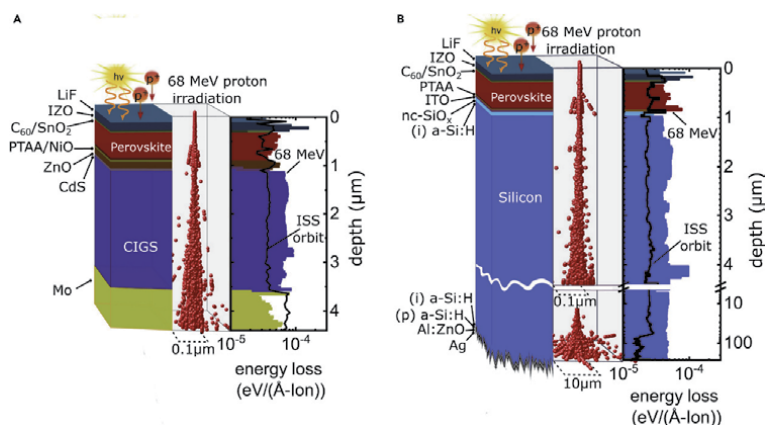 A
hν
p⁺
p⁺
68 MeV proton
irradiation
LiF
IZO
C₆₀/SnO₂
PTAA/NiO
ZnO
CdS
Mo
Perovskite
CIGS
68 MeV
ISS
orbit
0
1
2
3
4
depth (µm)
0.1µm
10⁻⁵
10⁻⁴
energy loss
(eV/(Å-Ion)
B
hν
p⁺
p⁺
68 MeV proton
irradiation
LiF
IZO
C₆₀/SnO₂
PTAA
ITO
nc-SiOₓ
(i) a-Si:H
Perovskite
Silicon
68 MeV
ISS
orbit
0
1
2
3
4
10
100
depth (µm)
0.1µm
(i) a-Si:H
(p) a-Si:H
Al:ZnO
Ag
10µm
10⁻⁵
10⁻⁴
energy loss
(eV/(Å-Ion)